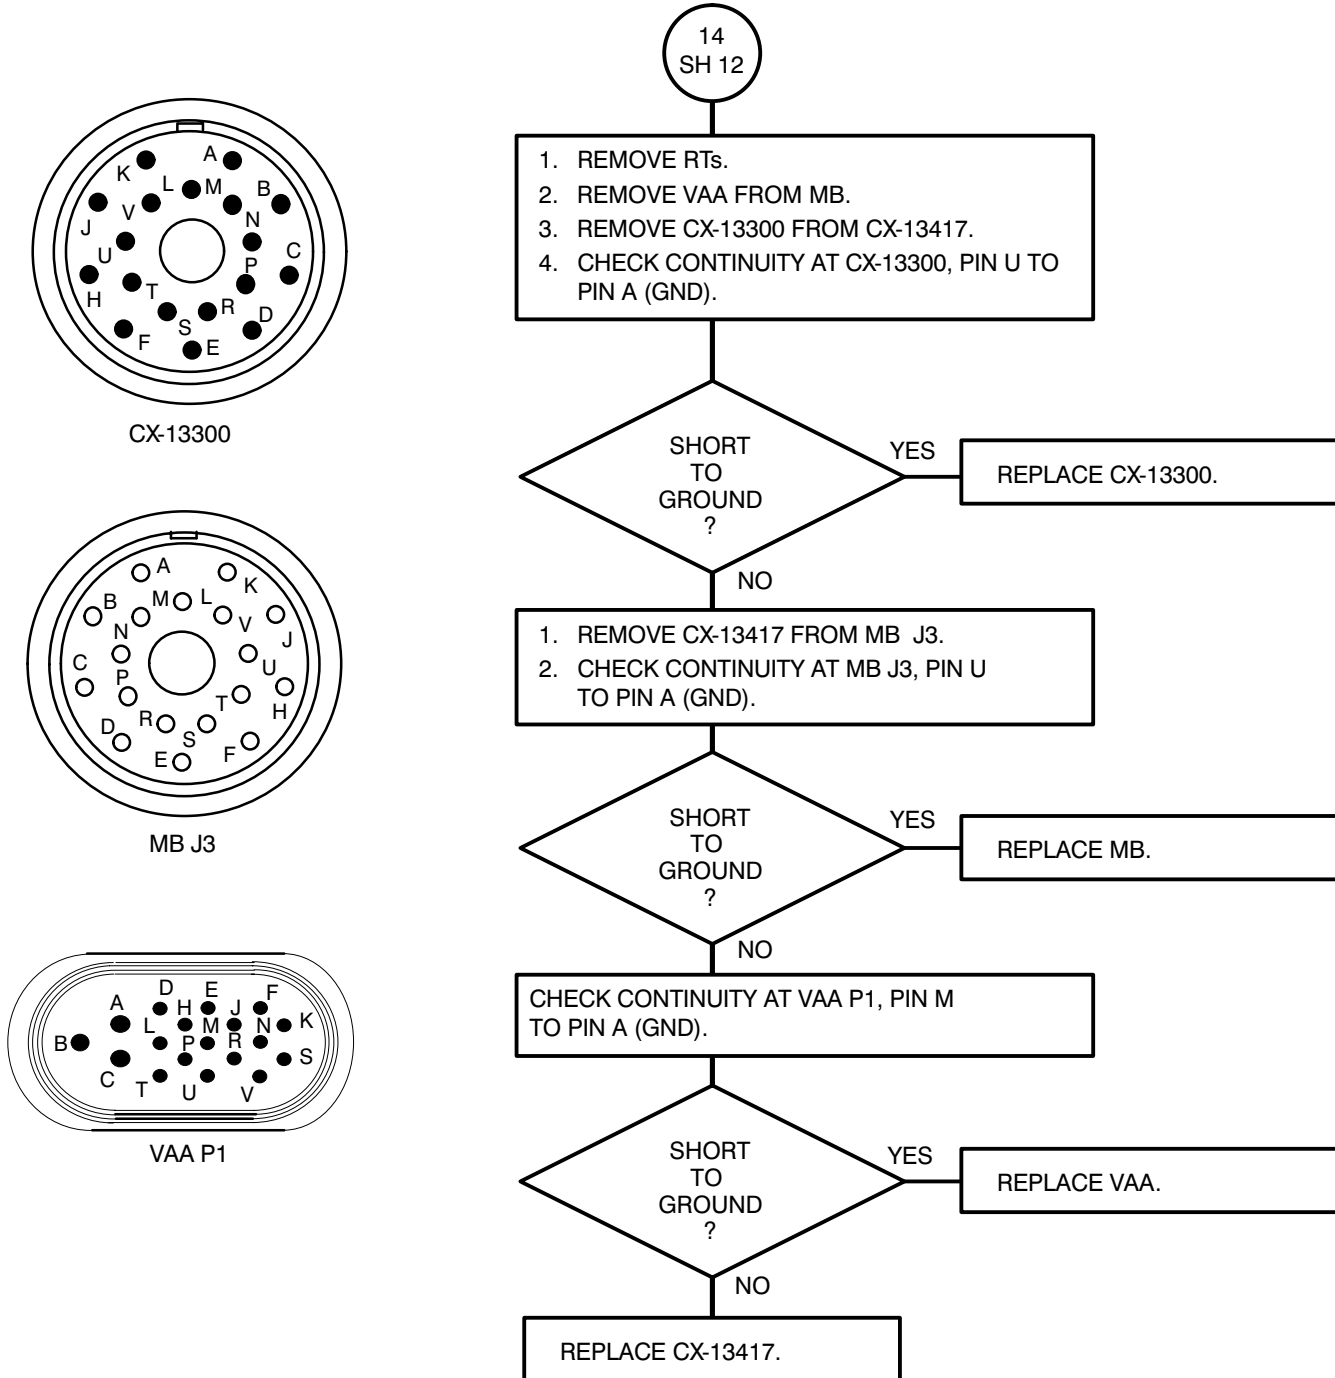 14
SH 12
1. REMOVE RTs.
2. REMOVE VAA FROM MB.
3. REMOVE CX-13300 FROM CX-13417.
4. CHECK CONTINUITY AT CX-13300, PIN U TO
PIN A (GND).
K A
L M B
J V N
U C
P
H T R
F S D
E
CX-13300
SHORT
TO
GROUND
?
YES
REPLACE CX-13300.
NO
1. REMOVE CX-13417 FROM MB J3.
2. CHECK CONTINUITY AT MB J3, PIN U
TO PIN A (GND).
A K
B M L
N V J
C U
P
T H
D R S
E F
MB J3
SHORT
TO
GROUND
?
YES
REPLACE MB.
NO
CHECK CONTINUITY AT VAA P1, PIN M
TO PIN A (GND).
D E F
A H J
L M N K
B P R S
C T U V
VAA P1
SHORT
TO
GROUND
?
YES
REPLACE VAA.
NO
REPLACE CX-13417.